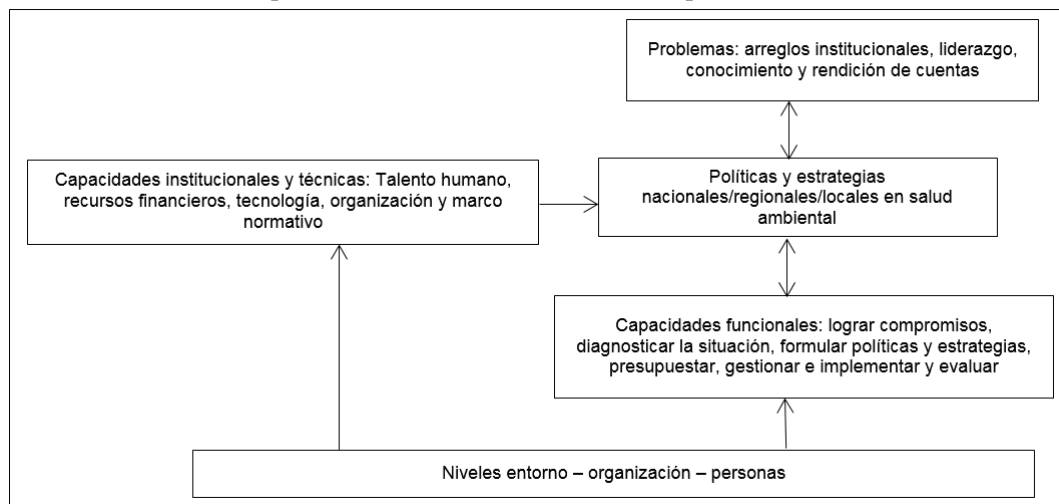 Problemas: arreglos institucionales, liderazgo,
conocimiento y rendición de cuentas
Capacidades institucionales y técnicas: Talento humano,
recursos financieros, tecnología, organización y marco
normativo
Políticas y estrategias
nacionales/regionales/locales en salud
ambiental
Capacidades funcionales: lograr compromisos,
diagnosticar la situación, formular políticas y estrategias,
presupuestar, gestionar e implementar y evaluar
Niveles entorno – organización – personas